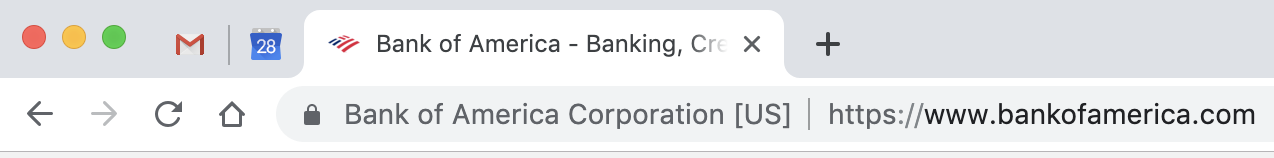 28
Bank of America - Banking, Cre
Bank of America Corporation [US] | https://www.bankofamerica.com